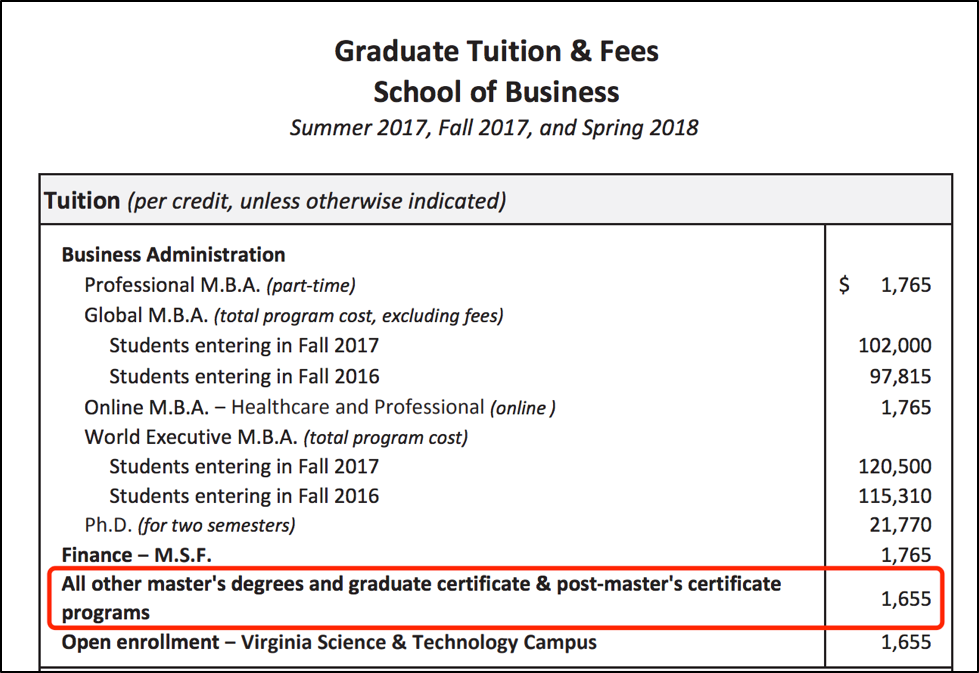 Graduate Tuition & Fees
School of Business
Summer 2017, Fall 2017, and Spring 2018
Tuition (per credit, unless otherwise indicated)
Business Administration
Professional M.B.A. (part-time) $ 1,765
Global M.B.A. (total program cost, excluding fees)
Students entering in Fall 2017 102,000
Students entering in Fall 2016 97,815
Online M.B.A. – Healthcare and Professional (online ) 1,765
World Executive M.B.A. (total program cost)
Students entering in Fall 2017 120,500
Students entering in Fall 2016 115,310
Ph.D. (for two semesters) 21,770
Finance – M.S.F. 1,765
All other master's degrees and graduate certificate & post-master's certificate
programs 1,655
Open enrollment – Virginia Science & Technology Campus 1,655